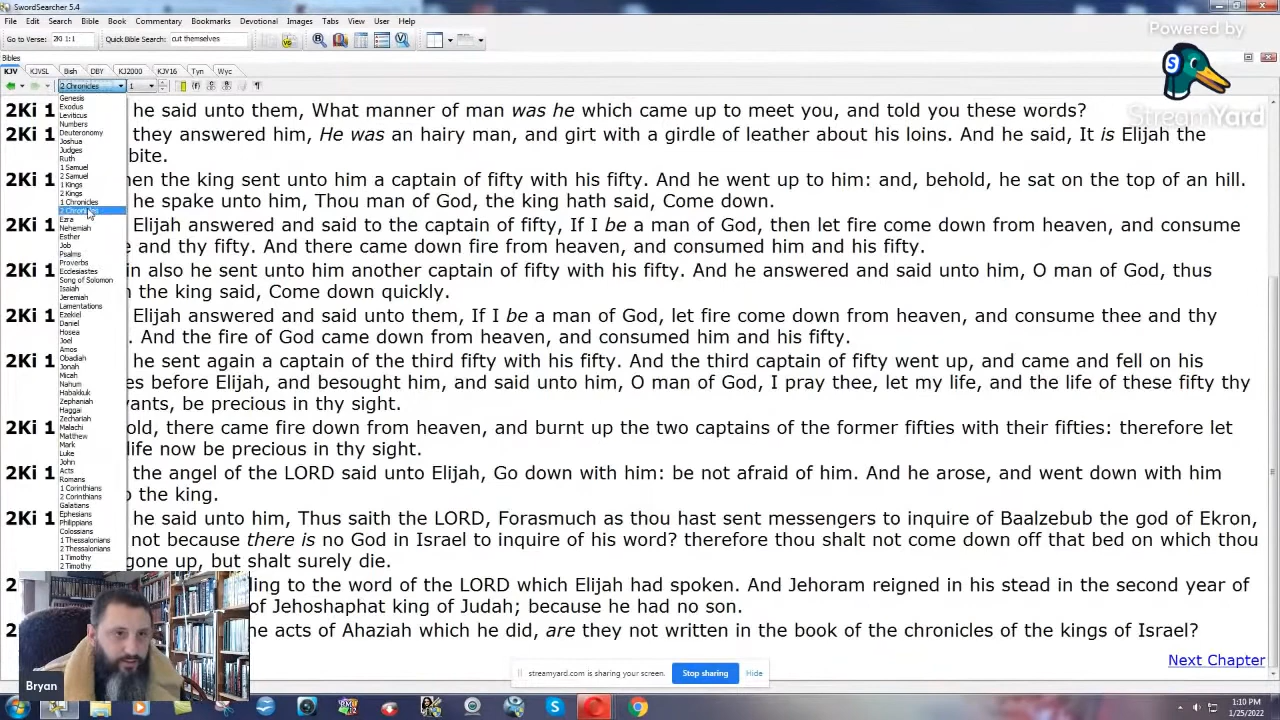 SwordSearcher 5.4
File Edit Search Bible Book Commentary Bookmarks Devotional Images Tabs View User Help
Go to Verse: 2KI 1:1 Quick Bible Search: cut themselves
Powered by
StreamYard
Bibles
KJV KJVSL Bish DBY KJ2000 KJV16 Tyn Wyc
2 Chronicles 1
Genesis
Exodus
Leviticus
Numbers
Deuteronomy
Joshua
Judges
Ruth
1 Samuel
2 Samuel
1 Kings
2 Kings
1 Chronicles
2 Chronicles
Ezra
Nehemiah
Esther
Job
Psalms
Proverbs
Ecclesiastes
Song of Solomon
Isaiah
Jeremiah
Lamentations
Ezekiel
Daniel
Hosea
Joel
Amos
Obadiah
Jonah
Micah
Nahum
Habakkuk
Zephaniah
Haggai
Zechariah
Malachi
Matthew
Mark
Luke
John
Acts
Romans
1 Corinthians
2 Corinthians
Galatians
Ephesians
Philippians
Colossians
1 Thessalonians
2 Thessalonians
1 Timothy
2 Timothy
2Ki 1 he said unto them, What manner of man was he which came up to meet you, and told you these words?
2Ki 1 they answered him, He was an hairy man, and girt with a girdle of leather about his loins. And he said, It is Elijah the
bite.
2Ki 1 hen the king sent unto him a captain of fifty with his fifty. And he went up to him: and, behold, he sat on the top of an hill.
he spake unto him, Thou man of God, the king hath said, Come down.
2Ki 1 Elijah answered and said to the captain of fifty, If I be a man of God, then let fire come down from heaven, and consume
e and thy fifty. And there came down fire from heaven, and consumed him and his fifty.
2Ki 1 in also he sent unto him another captain of fifty with his fifty. And he answered and said unto him, O man of God, thus
h the king said, Come down quickly.
2Ki 1 Elijah answered and said unto them, If I be a man of God, let fire come down from heaven, and consume thee and thy
. And the fire of God came down from heaven, and consumed him and his fifty.
2Ki 1 he sent again a captain of the third fifty with his fifty. And the third captain of fifty went up, and came and fell on his
es before Elijah, and besought him, and said unto him, O man of God, I pray thee, let my life, and the life of these fifty thy
vants, be precious in thy sight.
2Ki 1 old, there came fire down from heaven, and burnt up the two captains of the former fifties with their fifties: therefore let
life now be precious in thy sight.
2Ki 1 the angel of the LORD said unto Elijah, Go down with him: be not afraid of him. And he arose, and went down with him
o the king.
2Ki 1 he said unto him, Thus saith the LORD, Forasmuch as thou hast sent messengers to inquire of Baalzebub the god of Ekron,
not because there is no God in Israel to inquire of his word? therefore thou shalt not come down off that bed on which thou
gone up, but shalt surely die.
2 ding to the word of the LORD which Elijah had spoken. And Jehoram reigned in his stead in the second year of
of Jehoshaphat king of Judah; because he had no son.
2 he acts of Ahaziah which he did, are they not written in the book of the chronicles of the kings of Israel?
Next Chapter
streamyard.com is sharing your screen. Stop sharing Hide
Bryan
1:10 PM
1/25/2022